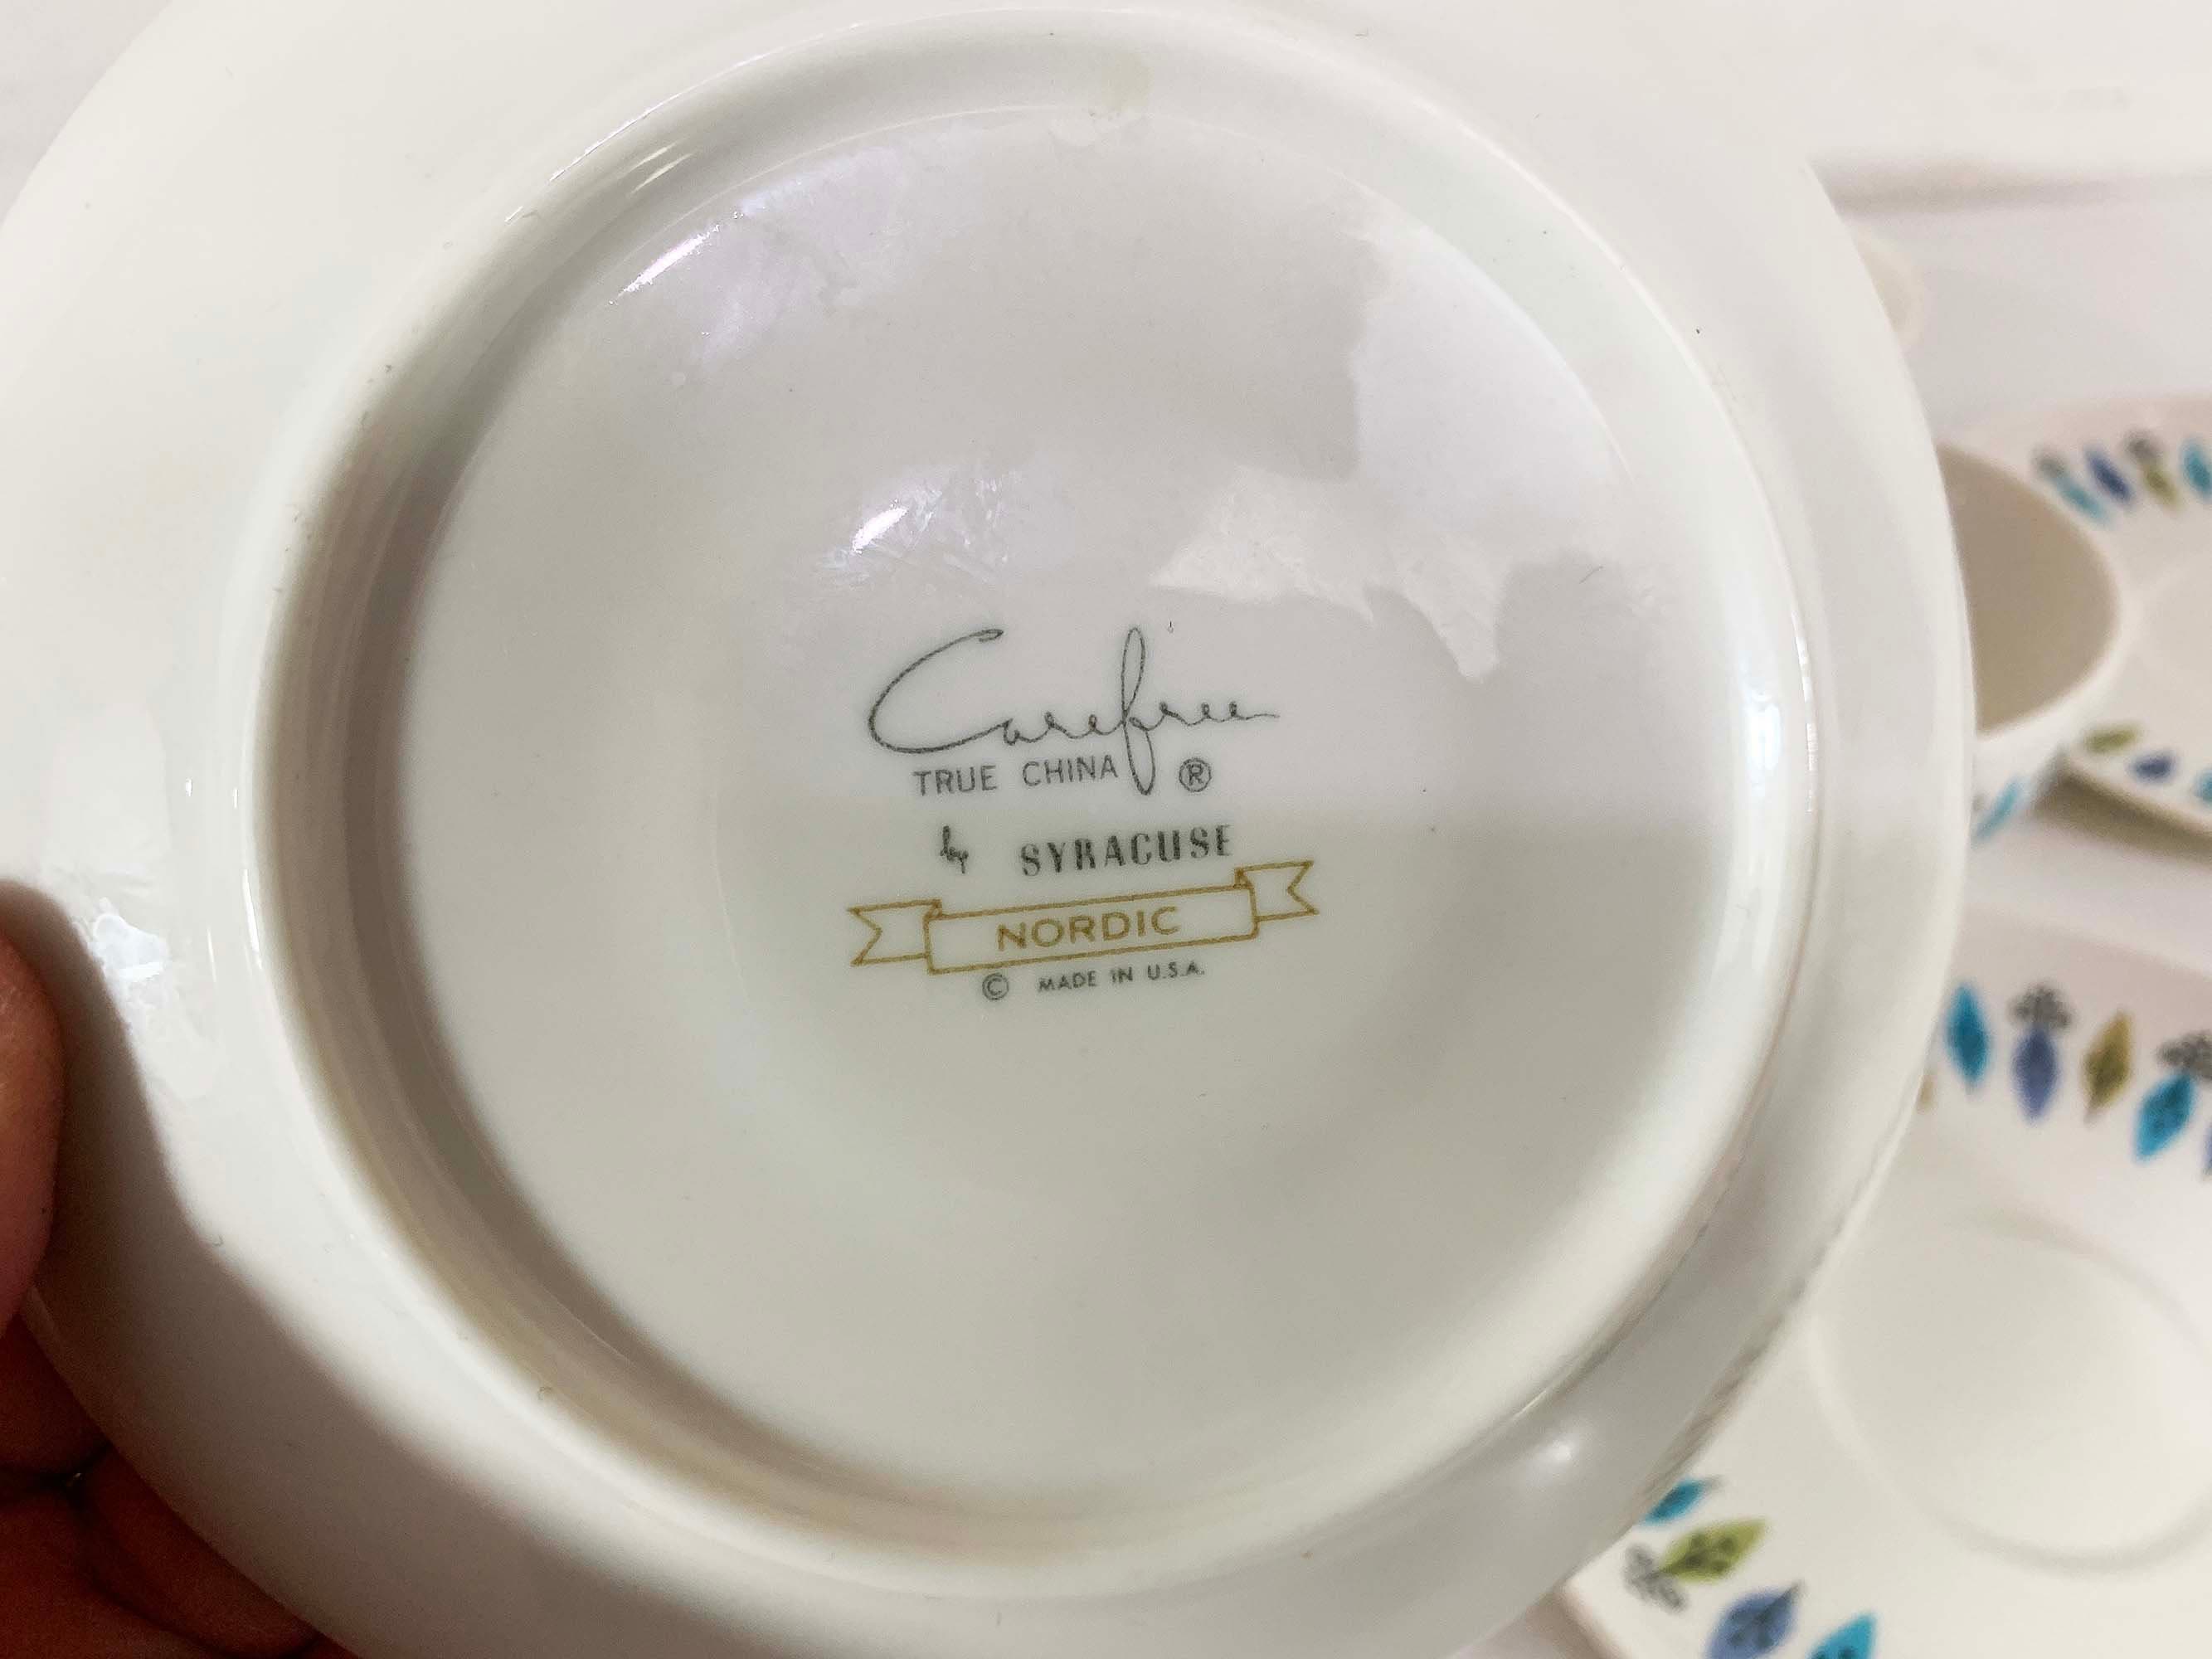 Carefree
TRUE CHINA ®
by SYRACUSE
NORDIC
© MADE IN U.S.A.